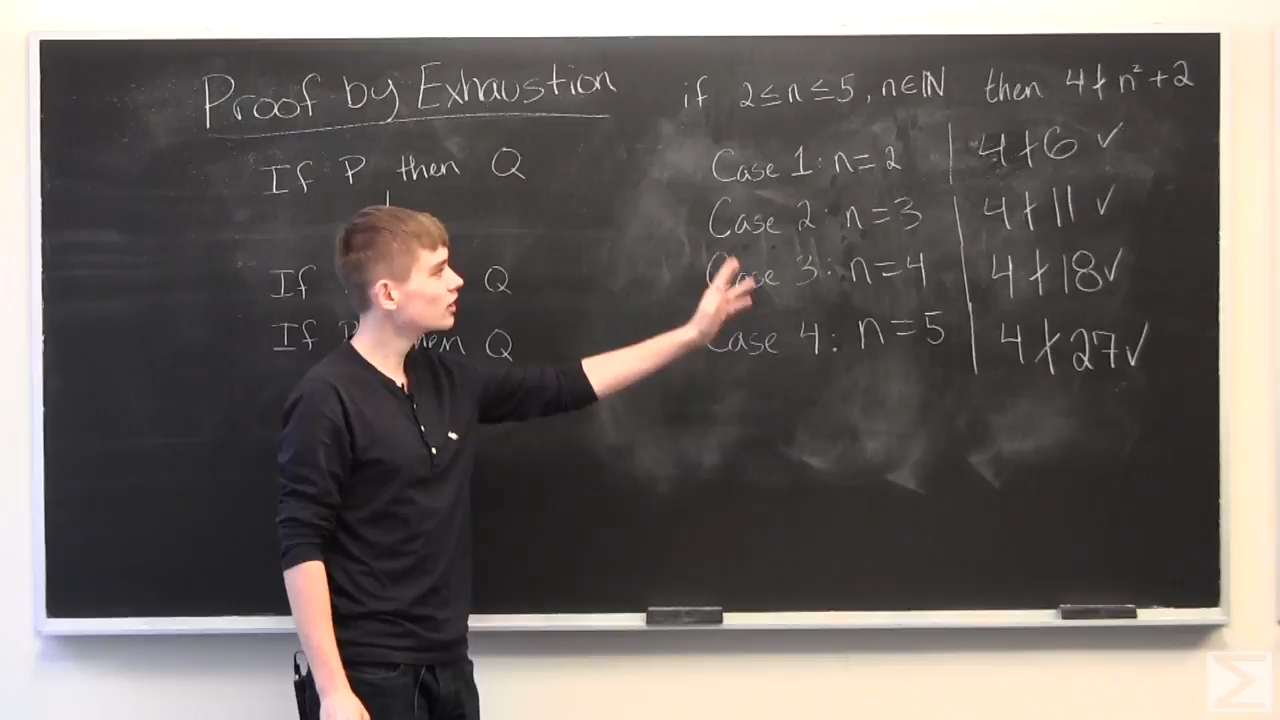 Proof by Exhaustion
If P then Q
If Q
If Q
if 2≤n≤5, n∈ℕ then 4∤n²+2
Case 1: n=2 | 4∤6 ✓
Case 2: n=3 | 4∤11 ✓
Case 3: n=4 | 4∤18 ✓
Case 4: n=5 | 4∤27 ✓
Σ